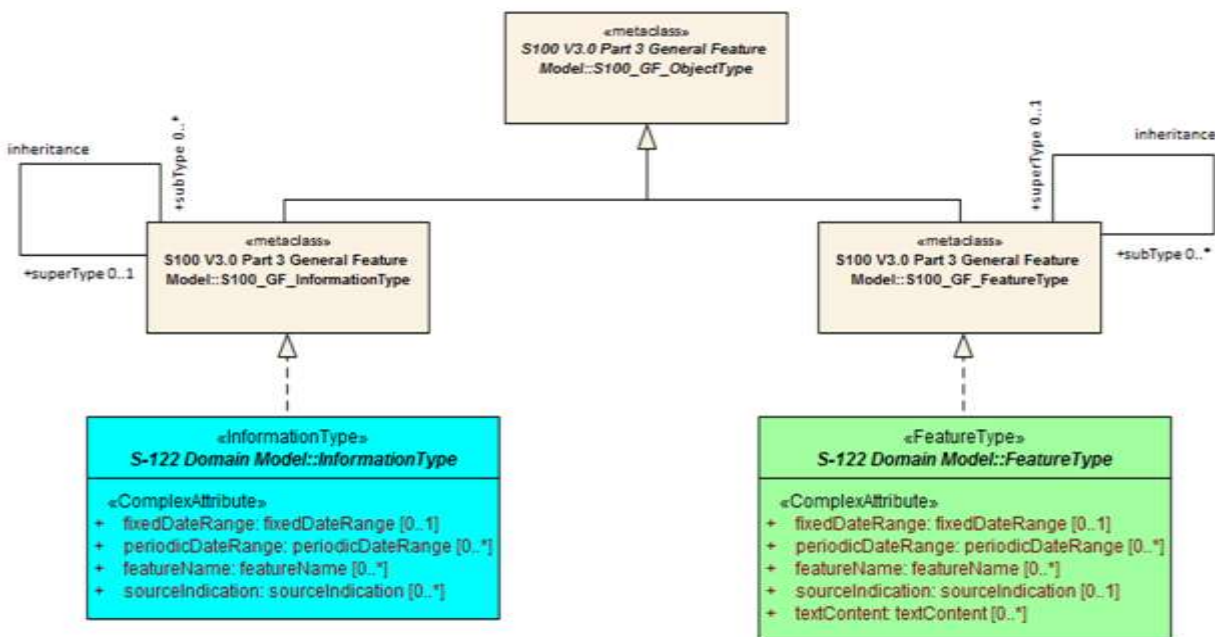 «metaclass»
S100 V3.0 Part 3 General Feature
Model::S100_GF_ObjectType
inheritance
+subType 0..*
+superType 0..1
inheritance
«metaclass»
S100 V3.0 Part 3 General Feature
Model::S100_GF_InformationType
+superType 0..1
«metaclass»
S100 V3.0 Part 3 General Feature
Model::S100_GF_FeatureType
+subType 0..*
«InformationType»
S-122 Domain Model::InformationType
«ComplexAttribute»
+ fixedDateRange: fixedDateRange [0..1]
+ periodicDateRange: periodicDateRange [0..*]
+ featureName: featureName [0..*]
+ sourceIndication: sourceIndication [0..*]
«FeatureType»
S-122 Domain Model::FeatureType
«ComplexAttribute»
+ fixedDateRange: fixedDateRange [0..1]
+ periodicDateRange: periodicDateRange [0..*]
+ featureName: featureName [0..*]
+ sourceIndication: sourceIndication [0..1]
+ textContent: textContent [0..*]